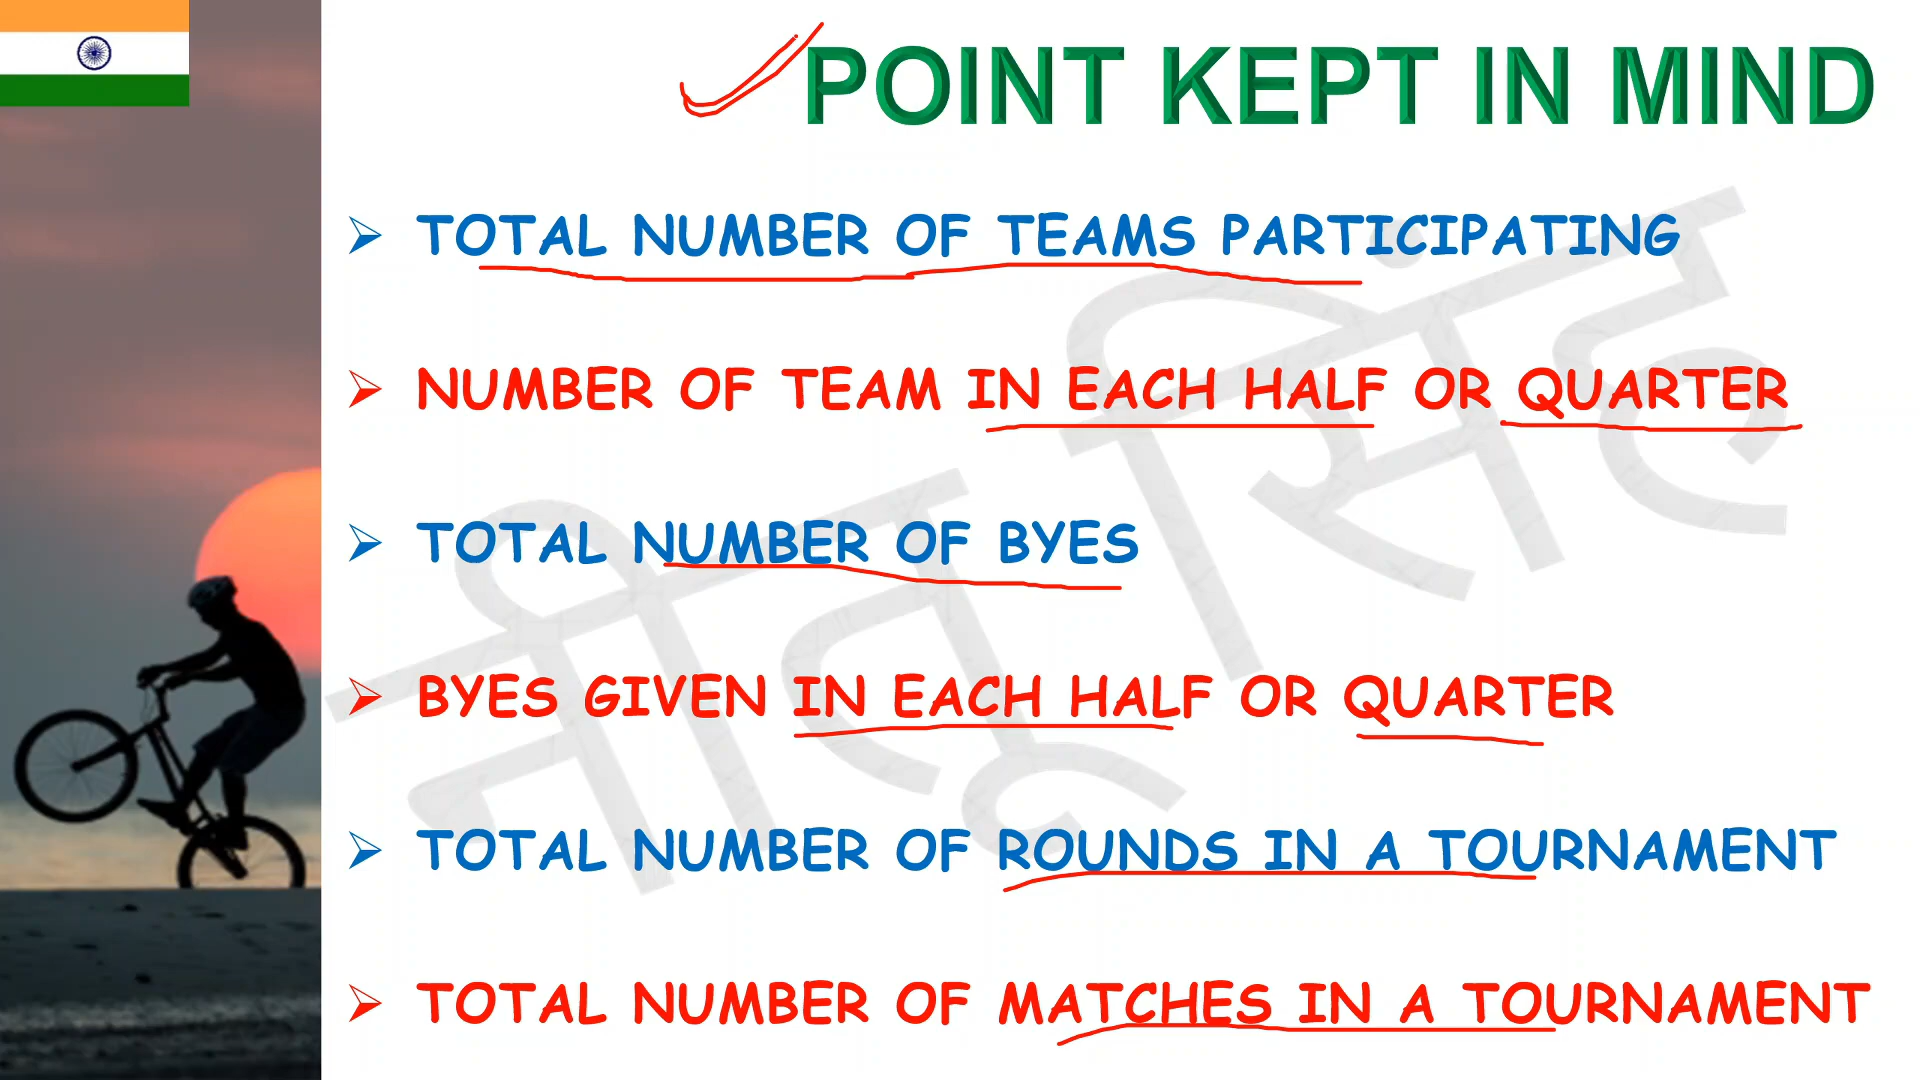 POINT KEPT IN MIND
TOTAL NUMBER OF TEAMS PARTICIPATING
NUMBER OF TEAM IN EACH HALF OR QUARTER
TOTAL NUMBER OF BYES
BYES GIVEN IN EACH HALF OR QUARTER
TOTAL NUMBER OF ROUNDS IN A TOURNAMENT
TOTAL NUMBER OF MATCHES IN A TOURNAMENT
नीतू सिंह